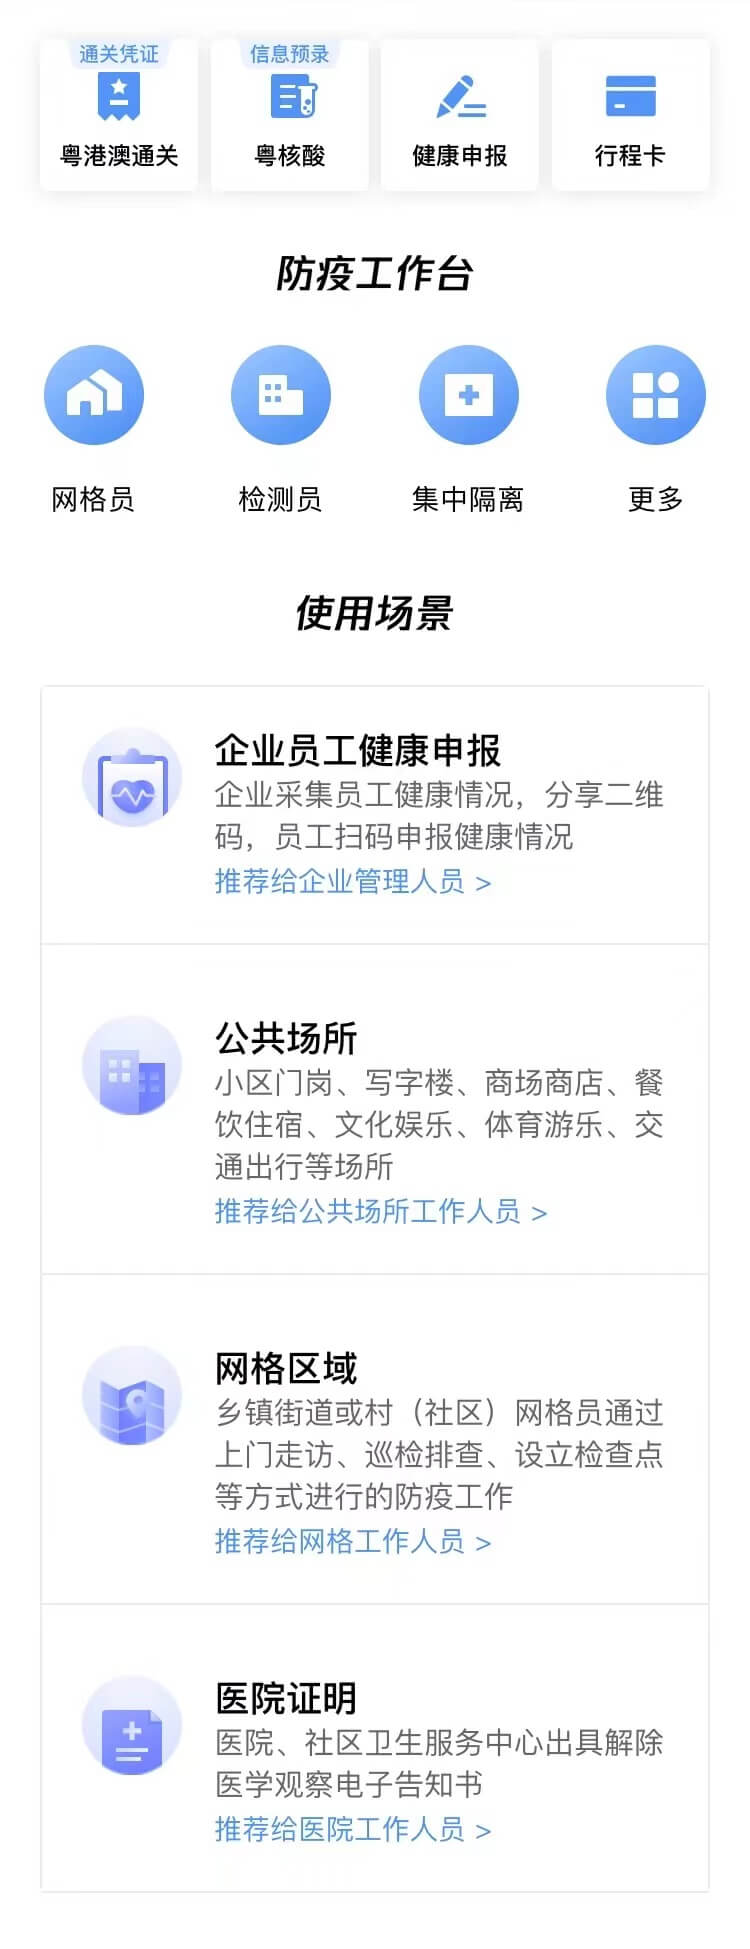 通关凭证
信息预录
粤港澳通关
粤核酸
健康申报
行程卡
防疫工作台
网格员
检测员
集中隔离
更多
使用场景
企业员工健康申报
企业采集员工健康情况，分享二维
码，员工扫码申报健康情况
推荐给企业管理人员 >
公共场所
小区门岗、写字楼、商场商店、餐
饮住宿、文化娱乐、体育游乐、交
通出行等场所
推荐给公共场所工作人员 >
网格区域
乡镇街道或村（社区）网格员通过
上门走访、巡检排查、设立检查点
等方式进行的防疫工作
推荐给网格工作人员 >
医院证明
医院、社区卫生服务中心出具解除
医学观察电子告知书
推荐给医院工作人员 >